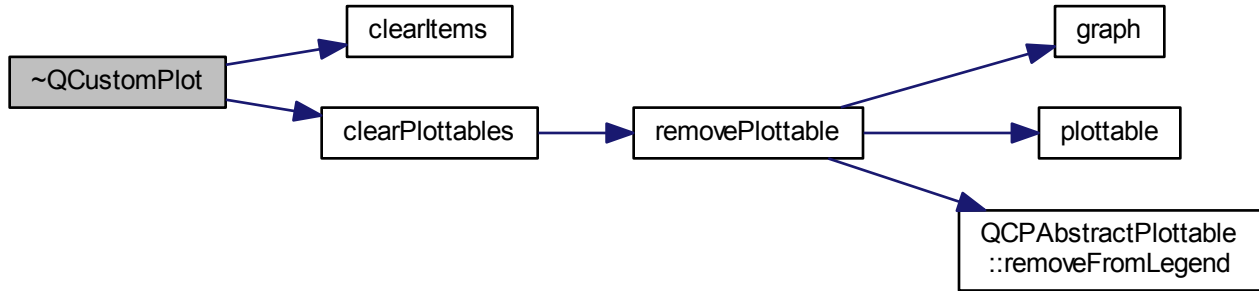 ~QCustomPlot
clearItems
clearPlottables
removePlottable
graph
plottable
QCPAbstractPlottable
::removeFromLegend